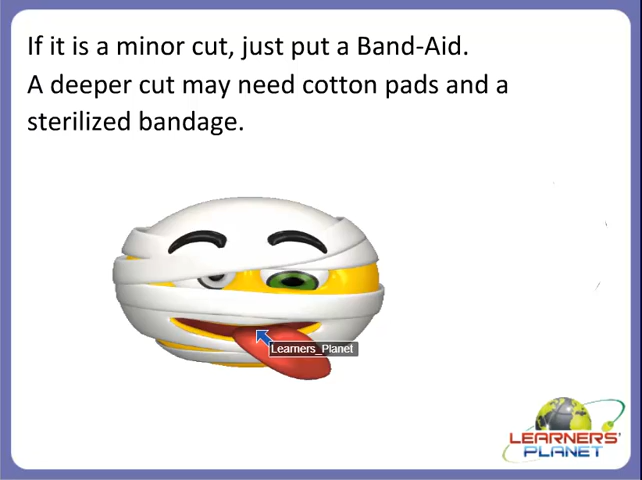 If it is a minor cut, just put a Band-Aid.
A deeper cut may need cotton pads and a
sterilized bandage.
Learners_Planet
LEARNERS'
PLANET